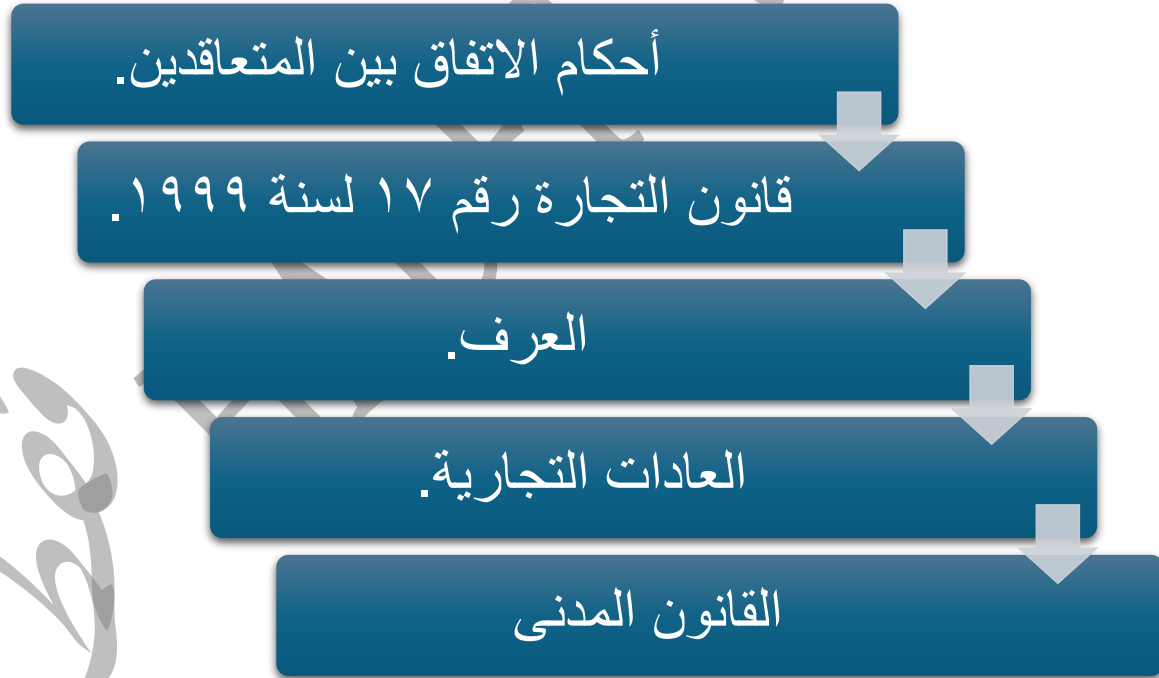 أحكام الاتفاق بين المتعاقدين.
قانون التجارة رقم ١٧ لسنة ١٩٩٩.
العرف.
العادات التجارية.
القانون المدنى